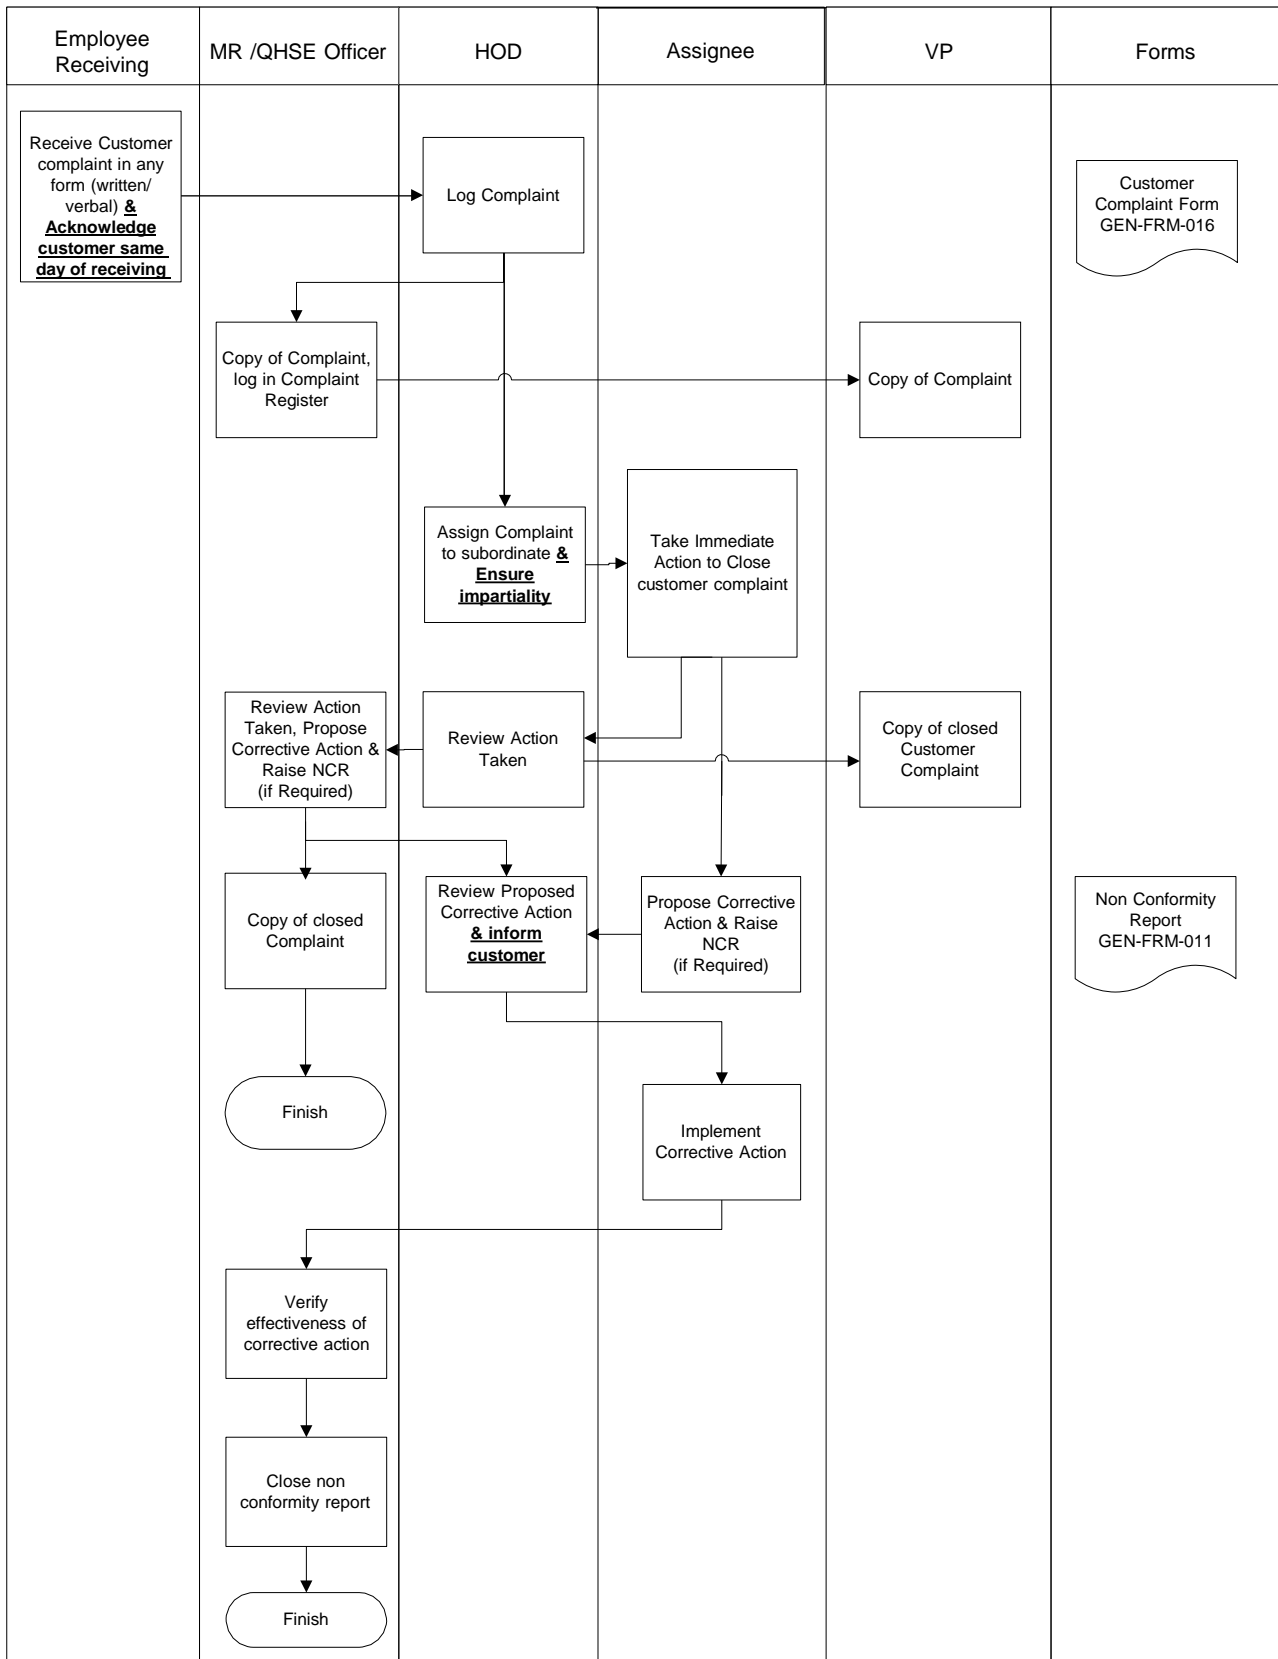 Employee
Receiving
MR /QHSE Officer
HOD
Assignee
VP
Forms
Receive Customer
complaint in any
form (written/
verbal) &
Acknowledge
customer same
day of receiving
Log Complaint
Customer
Complaint Form
GEN-FRM-016
Copy of Complaint,
log in Complaint
Register
Copy of Complaint
Assign Complaint
to subordinate &
Ensure
impartiality
Take Immediate
Action to Close
customer complaint
Review Action
Taken, Propose
Corrective Action &
Raise NCR
(if Required)
Review Action
Taken
Copy of closed
Customer
Complaint
Copy of closed
Complaint
Review Proposed
Corrective Action
& inform
customer
Propose Corrective
Action & Raise
NCR
(if Required)
Non Conformity
Report
GEN-FRM-011
Finish
Implement
Corrective Action
Verify
effectiveness of
corrective action
Close non
conformity report
Finish